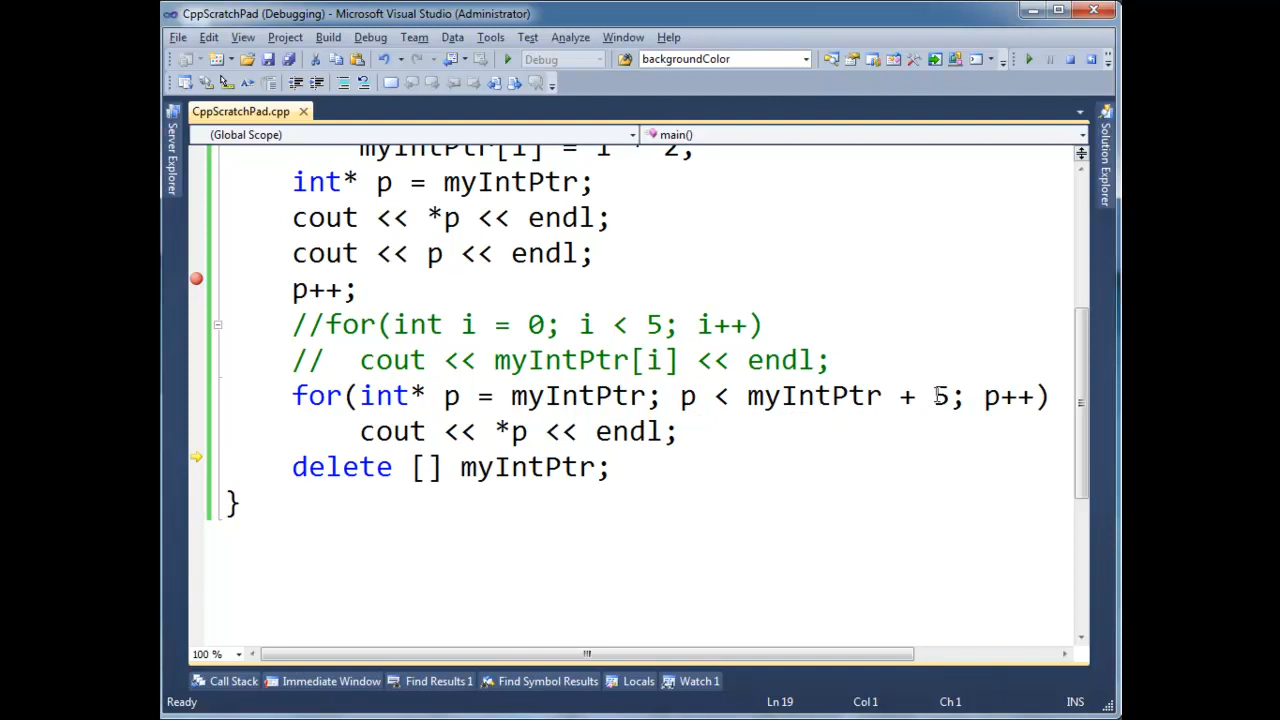 CppScratchPad (Debugging) - Microsoft Visual Studio (Administrator)
File Edit View Project Build Debug Team Data Tools Test Analyze Window Help
Debug backgroundColor
CppScratchPad.cpp
(Global Scope) main()
myIntPtr[i] = i 2;
int* p = myIntPtr;
cout << *p << endl;
cout << p << endl;
p++;
//for(int i = 0; i < 5; i++)
// cout << myIntPtr[i] << endl;
for(int* p = myIntPtr; p < myIntPtr + 5; p++)
cout << *p << endl;
delete [] myIntPtr;
}
Server Explorer
Solution Explorer
100 %
Call Stack Immediate Window Find Results 1 Find Symbol Results Locals Watch 1
Ready Ln 19 Col 1 Ch 1 INS